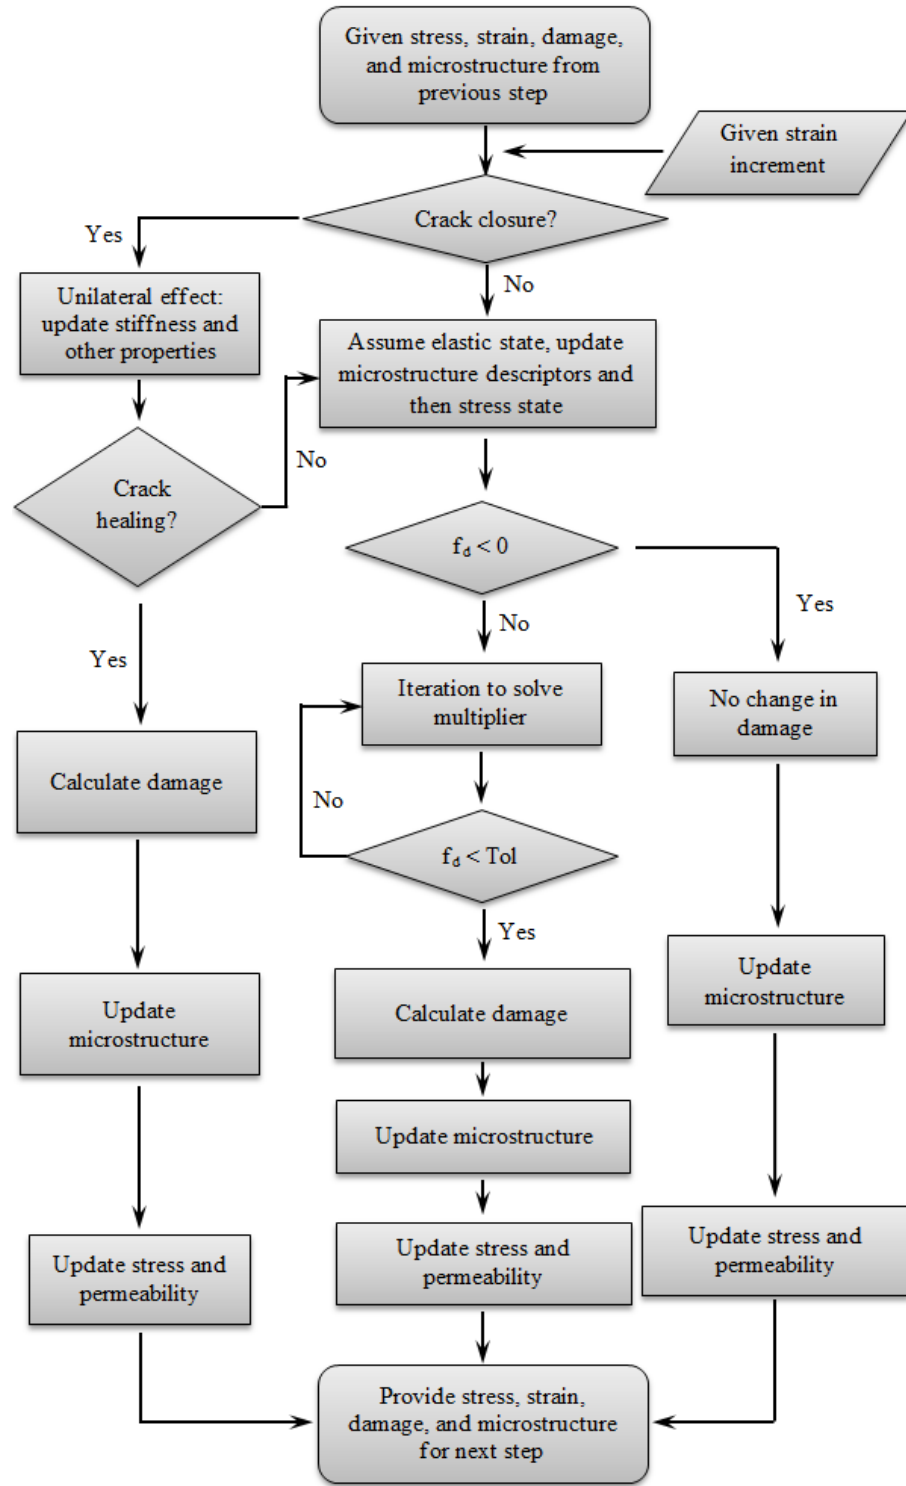 Given stress, strain, damage,
and microstructure from
previous step
Given strain
increment
Crack closure?
Yes
No
Unilateral effect:
update stiffness and
other properties
Assume elastic state, update
microstructure descriptors and
then stress state
No
Crack
healing?
f_d < 0
Yes
No
Yes
Iteration to solve
multiplier
No change in
damage
Calculate damage
No
f_d < Tol
Yes
Update
microstructure
Update
microstructure
Calculate damage
Update microstructure
Update stress and
permeability
Update stress and
permeability
Update stress and
permeability
Provide stress, strain,
damage, and microstructure
for next step